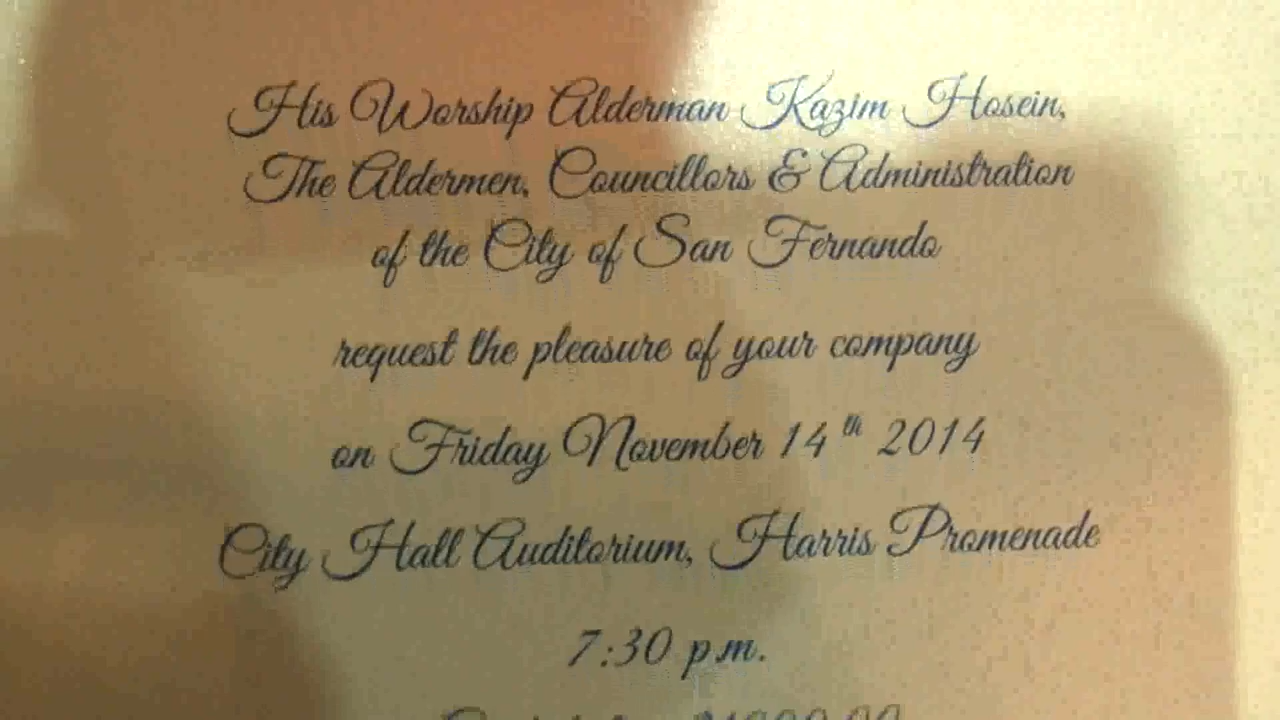 His Worship Alderman Kazim Hosein,
The Aldermen, Councillors & Administration
of the City of San Fernando
request the pleasure of your company
on Friday November 14th 2014
City Hall Auditorium, Harris Promenade
7:30 p.m.